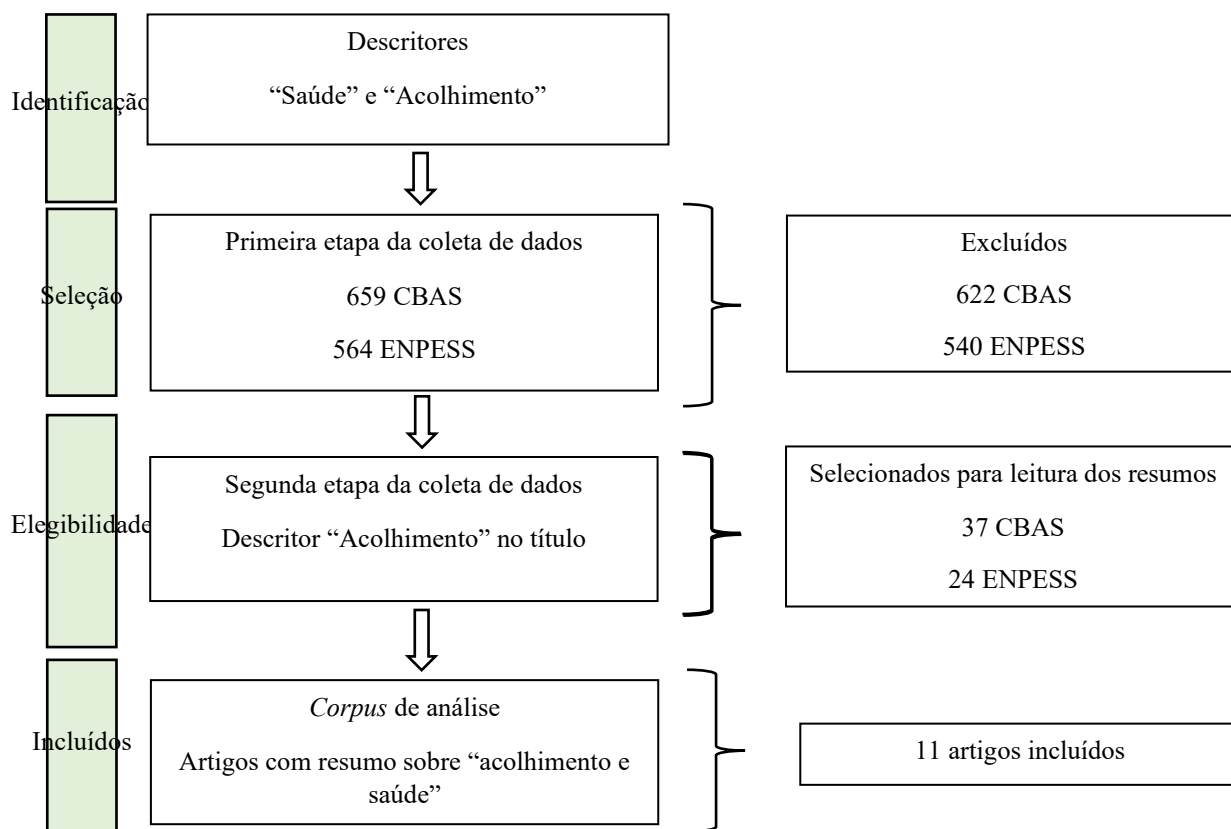 Identificação
Descritores
“Saúde” e “Acolhimento”
Seleção
Primeira etapa da coleta de dados
659 CBAS
564 ENPESS
Excluídos
622 CBAS
540 ENPESS
Elegibilidade
Segunda etapa da coleta de dados
Descritor “Acolhimento” no título
Selecionados para leitura dos resumos
37 CBAS
24 ENPESS
Incluídos
Corpus de análise
Artigos com resumo sobre “acolhimento e
saúde”
11 artigos incluídos